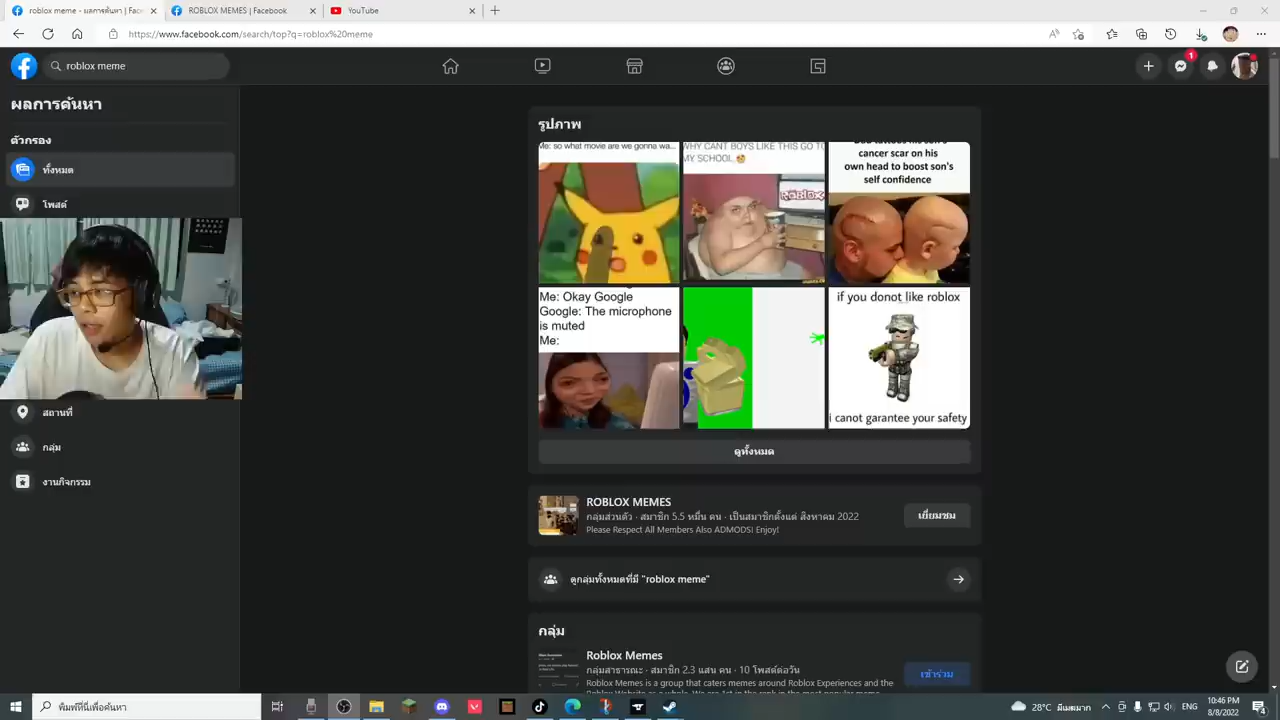 roblox meme - ผลการค้นหา | Face
ROBLOX MEMES | Facebook
YouTube
https://www.facebook.com/search/top?q=roblox%20meme
roblox meme
1
ผลการค้นหา
ตัวกรอง
ทั้งหมด
โพสต์
สถานที่
กลุ่ม
งานกิจกรรม
รูปภาพ
Me: so what movie are we gonna wa...
WHY CANT BOYS LIKE THIS GO TO
MY SCHOOL
ROBLOX
cancer scar on his
own head to boost son's
self confidence
Me: Okay Google
Google: The microphone
is muted
Me:
if you donot like roblox
i canot garantee your safety
ดูทั้งหมด
ROBLOX MEMES
กลุ่มส่วนตัว · สมาชิก 5.5 หมื่น คน · เป็นสมาชิกตั้งแต่ สิงหาคม 2022
Please Respect All Members Also ADMODS! Enjoy!
เยี่ยมชม
ดูกลุ่มทั้งหมดที่มี "roblox meme"
กลุ่ม
Roblox Memes
กลุ่มสาธารณะ · สมาชิก 2.3 แสน คน · 10 โพสต์ต่อวัน
Roblox Memes is a group that caters memes around Roblox Experiences and the
เข้าร่วม
พิมพ์ที่นี่เพื่อค้นหา
28°C มีเมฆมาก
ENG
10:46 PM
8/8/2022